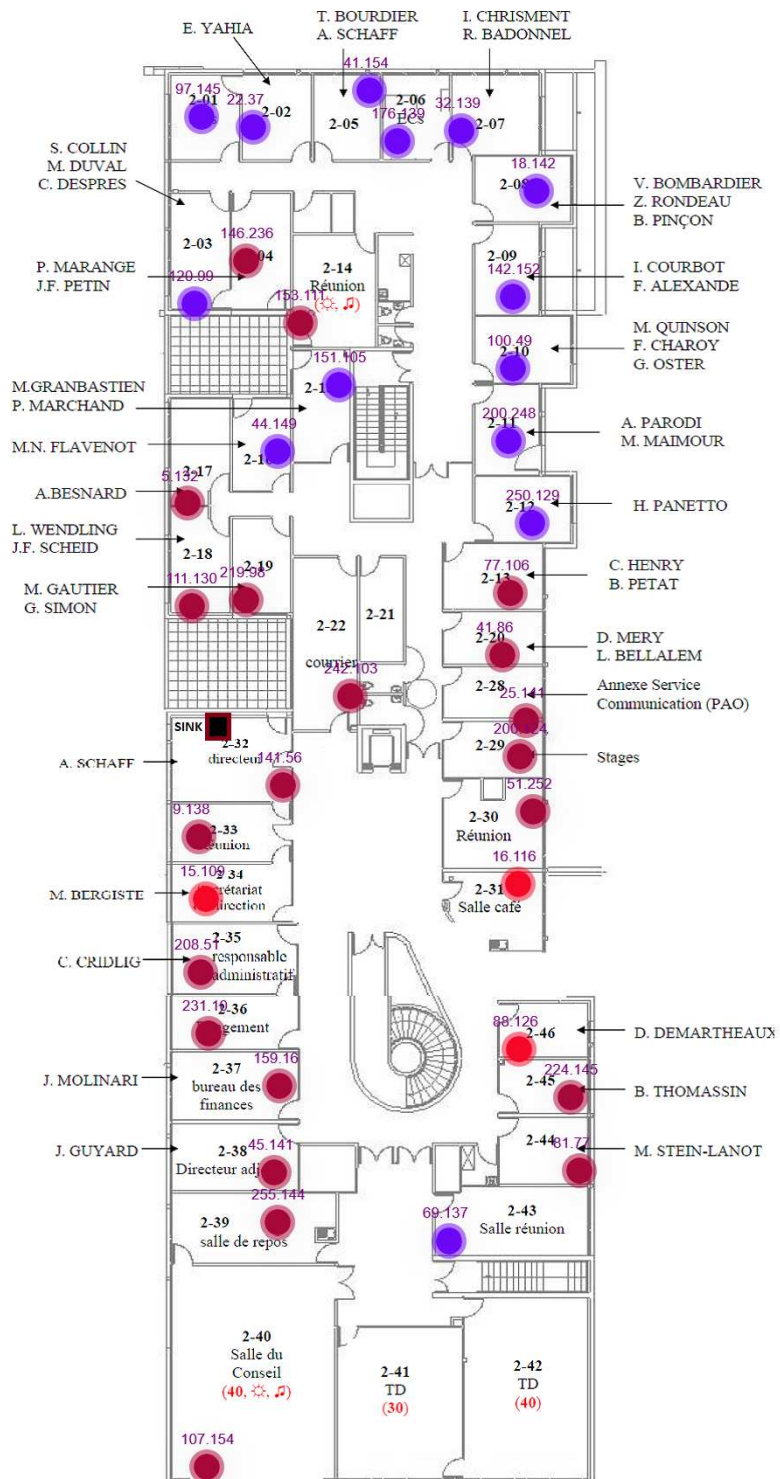 T. BOURDIER
A. SCHAFF
I. CHRISMENT
R. BADONNEL
E. YAHIA
41.154
97.145
2-01
22.37
2-02
2-05
2-06
ECs
176.139
32.139
2-07
S. COLLIN
M. DUVAL
C. DESPRES
18.142
2-08
V. BOMBARDIER
Z. RONDEAU
B. PINÇON
2-03
146.236
04
2-14
Réunion
2-09
142.152
I. COURBOT
F. ALEXANDE
P. MARANGE
J.F. PETIN
120.99
153.111
M. QUINSON
F. CHAROY
G. OSTER
100.49
2-10
151.105
M.GRANBASTIEN
P. MARCHAND
200.248
2-11
A. PARODI
M. MAIMOUR
M.N. FLAVENOT
44.149
2-17
5.132
A.BESNARD
250.129
2-12
H. PANETTO
L. WENDLING
J.F. SCHEID
2-18
2-19
M. GAUTIER
G. SIMON
111.130
219.98
77.106
2-13
C. HENRY
B. PETAT
2-22
courrier
2-21
41.86
2-20
D. MERY
L. BELLALEM
242.103
2-28
25.141
Annexe Service
Communication (PAO)
SINK
2-32
directeur
A. SCHAFF
141.56
200.124
2-29
Stages
9.138
2-33
51.252
2-30
Réunion
15.109
2-34
M. BERGISTE
16.116
2-31
Salle café
C. CRIDLIG
2-35
208.51
responsable
administratif
231.10
2-36
88.126
2-46
D. DEMARTHEAUX
J. MOLINARI
2-37
159.16
bureau des
finances
224.145
2-45
B. THOMASSIN
J. GUYARD
2-38
45.141
Directeur adj
2-44
81.77
M. STEIN-LANOT
2-39
255.144
salle de repos
69.137
2-43
Salle réunion
2-40
Salle du
Conseil
(40, ☼, ♫)
2-41
TD
(30)
2-42
TD
(40)
107.154